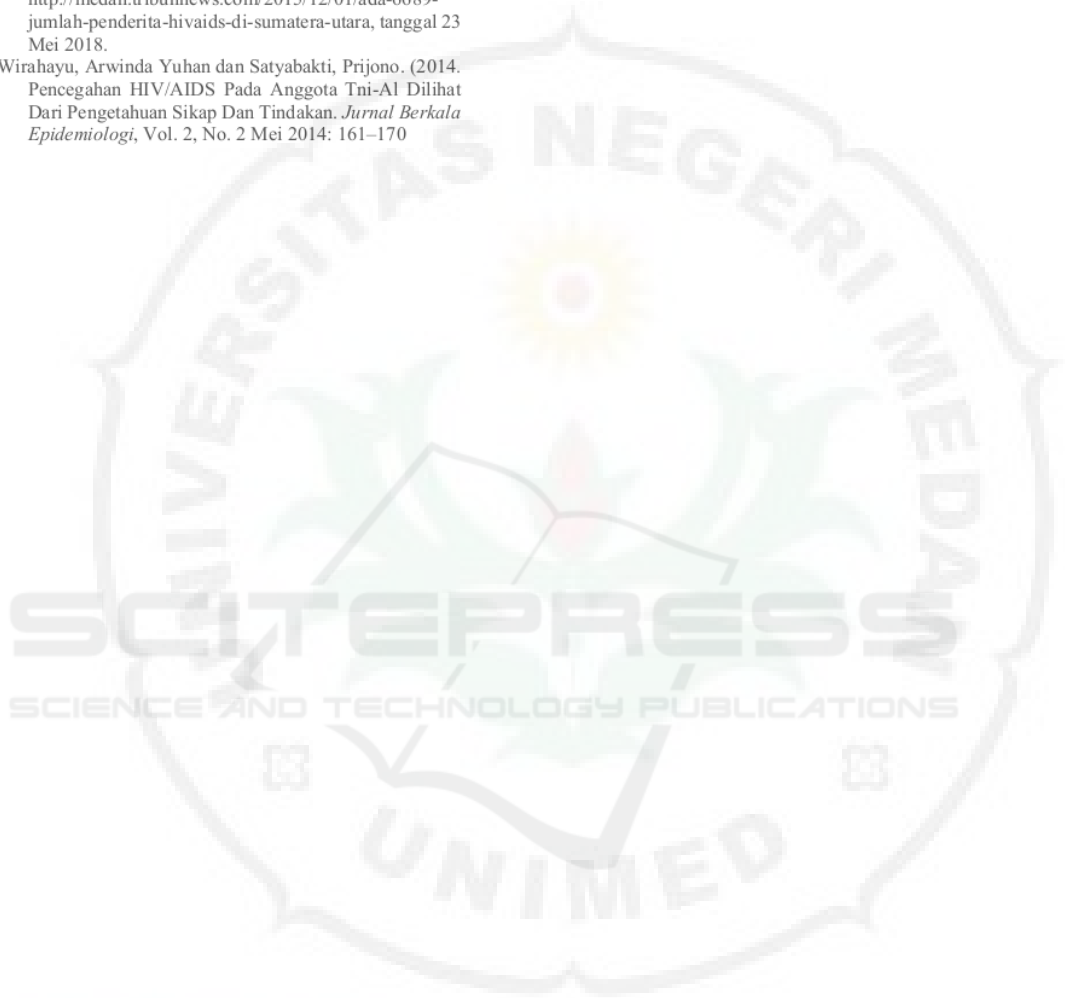 http://medan.tribunnews.com/2015/12/01/ada-6089-
jumlah-penderita-hivaids-di-sumatera-utara, tanggal 23
Mei 2018.
Wirahayu, Arwinda Yuhan dan Satyabakti, Prijono. (2014.
Pencegahan HIV/AIDS Pada Anggota Tni-Al Dilihat
Dari Pengetahuan Sikap Dan Tindakan. Jurnal Berkala
Epidemiologi, Vol. 2, No. 2 Mei 2014: 161–170
UNIVERSITAS NEGERI MEDAN
SCITEPRESS
SCIENCE AND TECHNOLOGY PUBLICATIONS
UNIMED